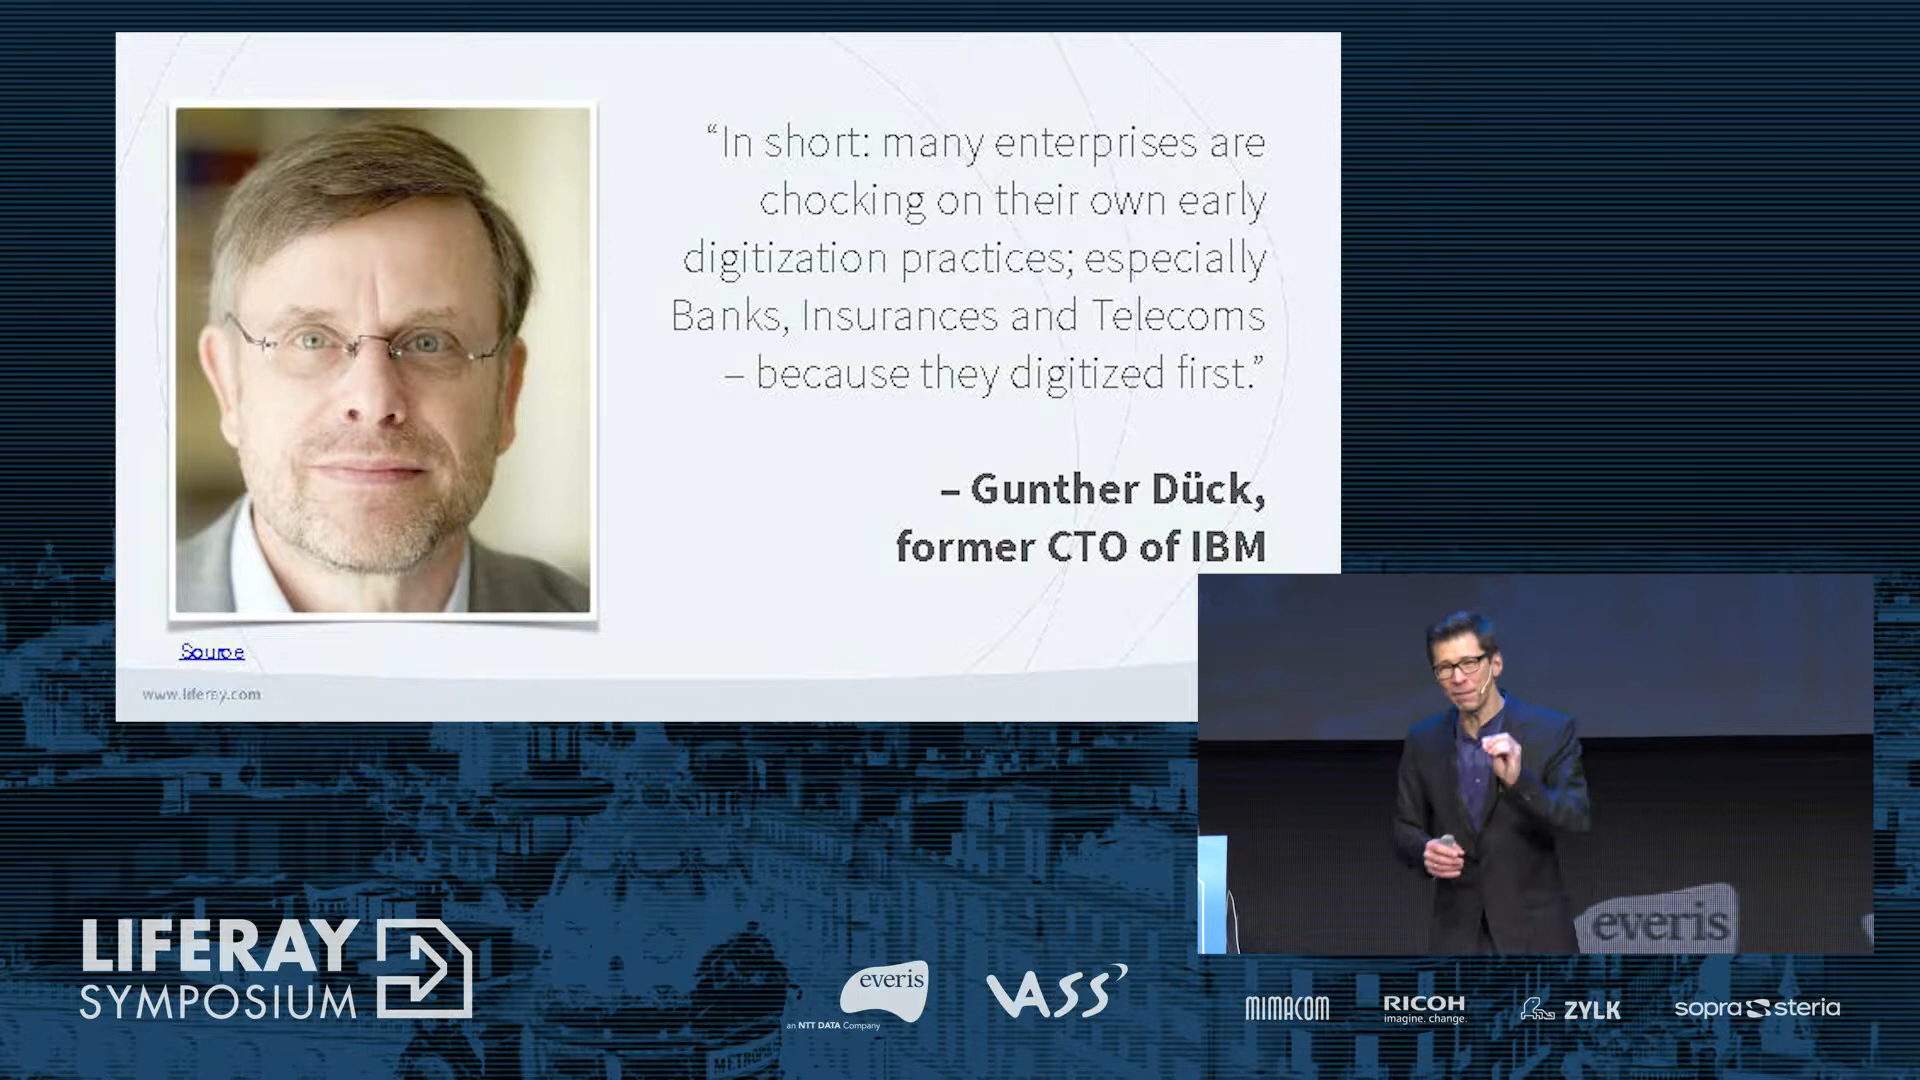 “In short: many enterprises are
chocking on their own early
digitization practices; especially
Banks, Insurances and Telecoms
– because they digitized first.”
– Gunther Dück,
former CTO of IBM
Source
www.liferay.com
everis
LIFERAY
SYMPOSIUM
everis
an NTT DATA Company
VASS
MIMACOM
RICOH
imagine. change.
ZYLK
sopra steria
METROPOLIS